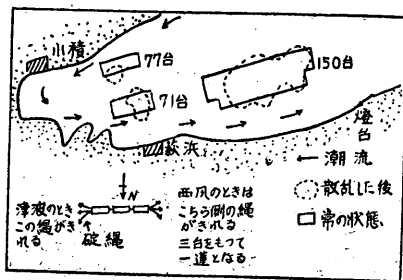 小積
77台
71台
150台
荻浜
燈台
潮流
散乱した後
常の状態
N
碇縄
津波のとき
この縄がき
れる
西風のときは
こちら側の縄
がきれる
三台をもって
一連となる